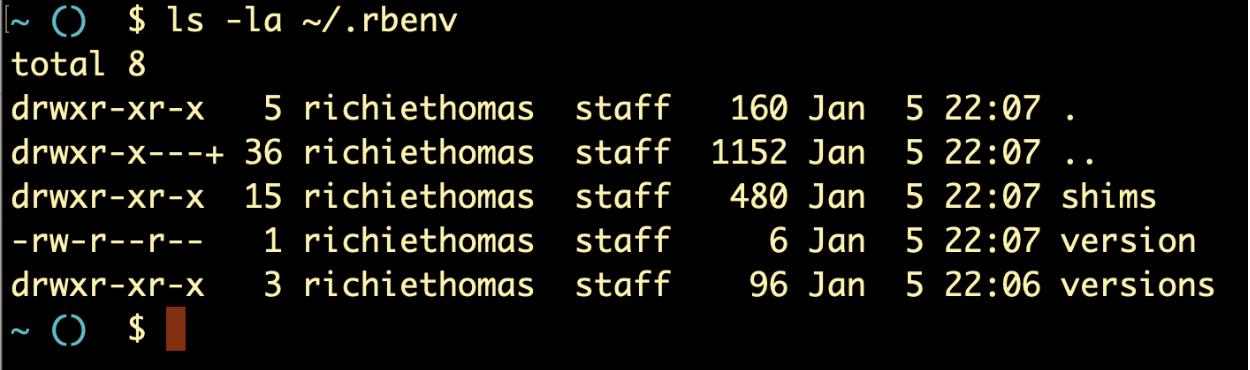 [~ ()  $ ls -la ~/.rbenv
total 8
drwxr-xr-x   5 richiethomas  staff   160 Jan  5 22:07 .
drwxr-x---+ 36 richiethomas  staff  1152 Jan  5 22:07 ..
drwxr-xr-x  15 richiethomas  staff   480 Jan  5 22:07 shims
-rw-r--r--   1 richiethomas  staff     6 Jan  5 22:07 version
drwxr-xr-x   3 richiethomas  staff    96 Jan  5 22:06 versions
~ ()  $